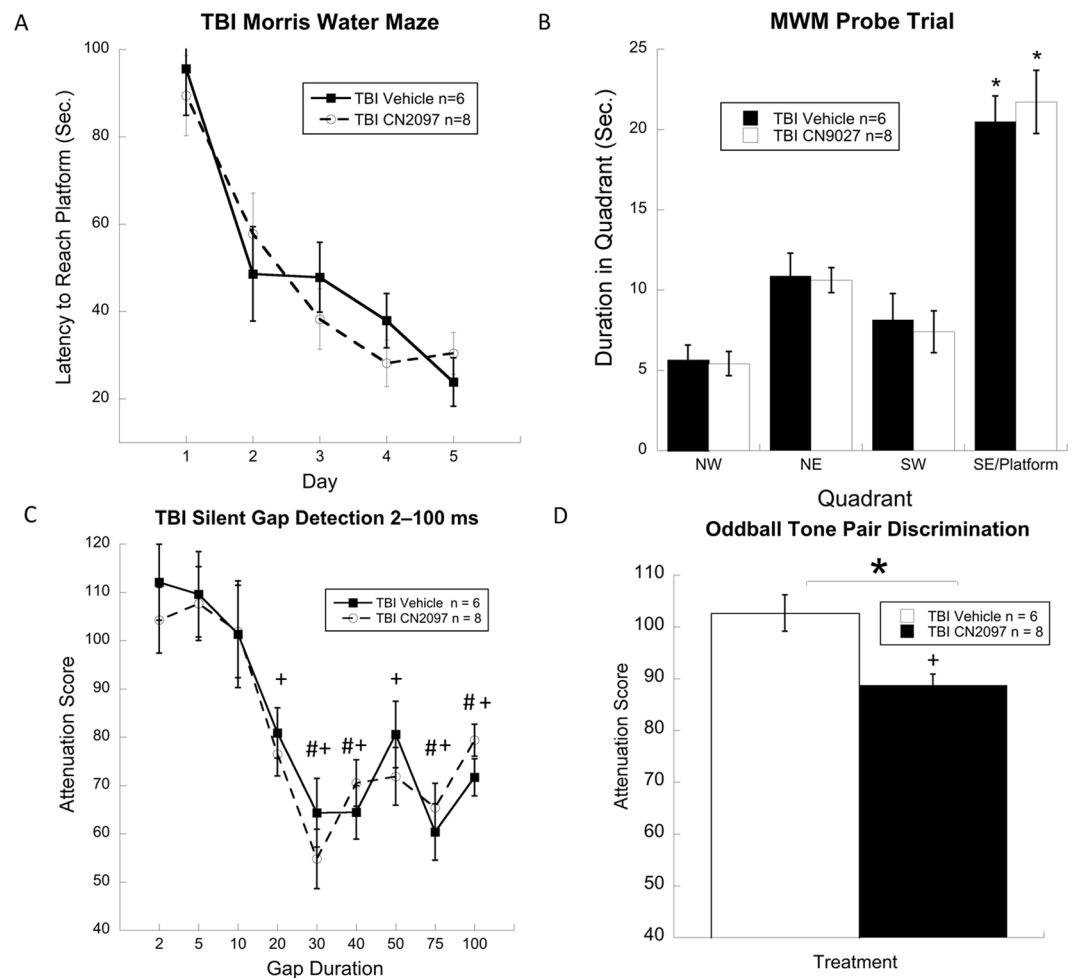 A
TBI Morris Water Maze
100
80
60
40
20
Latency to Reach Platform (Sec.)
TBI Vehicle n=6
TBI CN2097 n=8
1 2 3 4 5
Day
B
MWM Probe Trial
25
20
15
10
5
0
Duration in Quadrant (Sec.)
TBI Vehicle n=6
TBI CN9027 n=8
* *
NW NE SW SE/Platform
Quadrant
C
TBI Silent Gap Detection 2–100 ms
120
110
100
90
80
70
60
50
40
Attenuation Score
TBI Vehicle n = 6
TBI CN2097 n = 8
+ #+ #+ + #+ #+
2 5 10 20 30 40 50 75 100
Gap Duration
D
Oddball Tone Pair Discrimination
110
100
90
80
70
60
50
40
Attenuation Score
*
TBI Vehicle n = 6
TBI CN2097 n = 8
+
Treatment